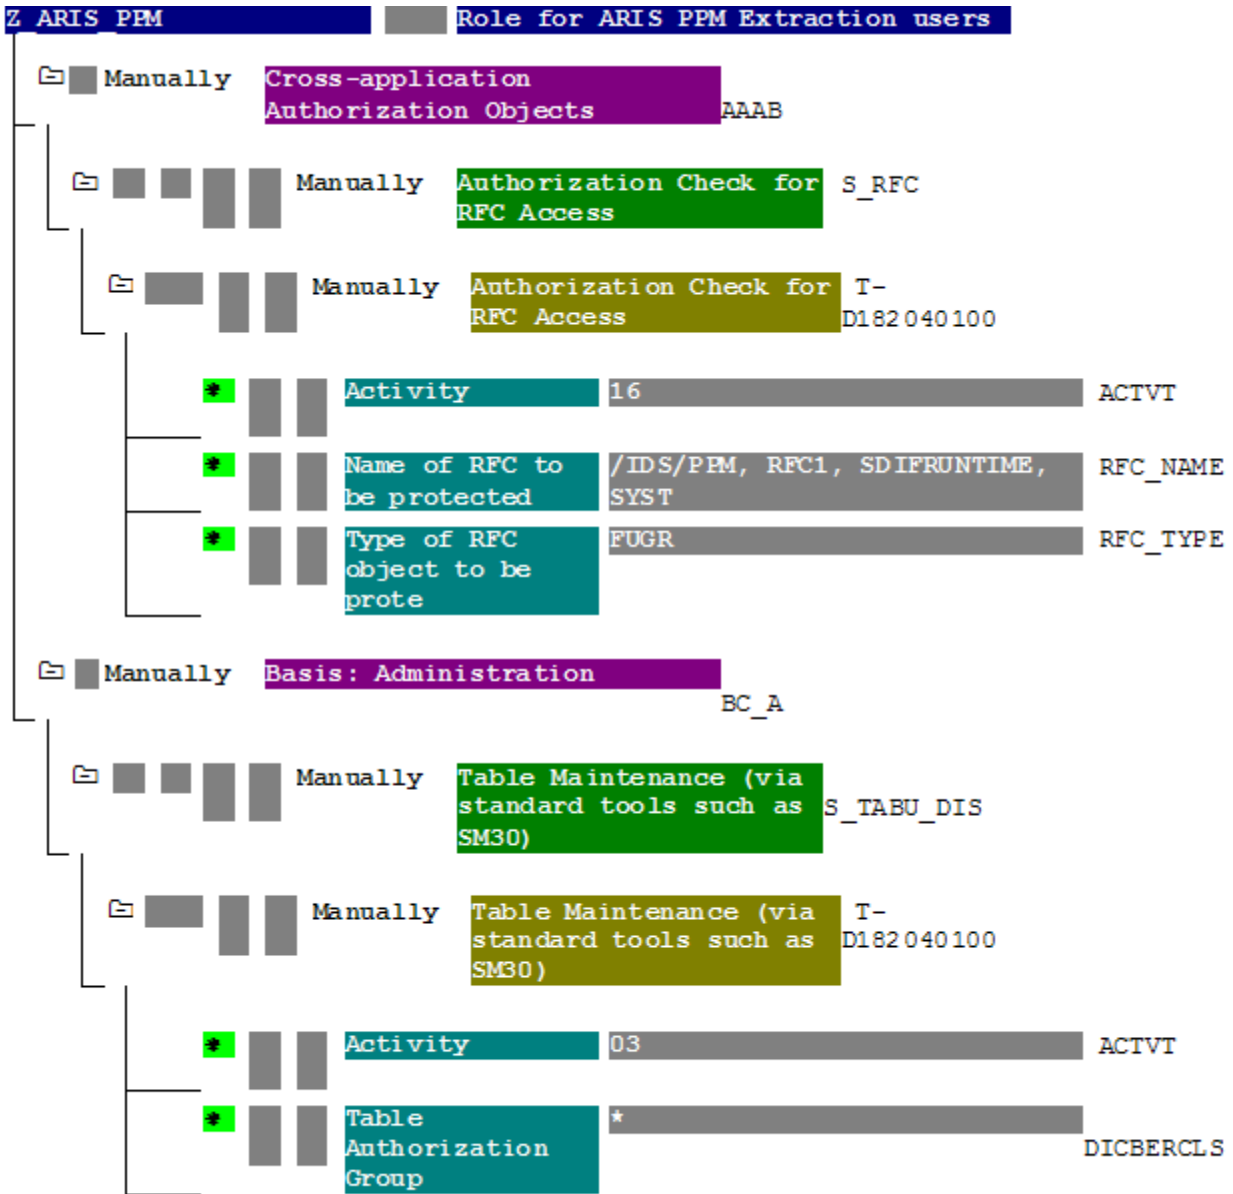 Z_ARIS_PPM Role for ARIS PPM Extraction users
Manually Cross-application
Authorization Objects AAAB
Manually Authorization Check for S_RFC
RFC Access
Manually Authorization Check for T-
RFC Access D182040100
* Activity 16 ACTVT
* Name of RFC to /IDS/PPM, RFC1, SDIFRUNTIME, RFC_NAME
be protected SYST
* Type of RFC FUGR RFC_TYPE
object to be
prote
Manually Basis: Administration
BC_A
Manually Table Maintenance (via
standard tools such as S_TABU_DIS
SM30)
Manually Table Maintenance (via T-
standard tools such as D182040100
SM30)
* Activity 03 ACTVT
* Table *
Authorization DICBERCLS
Group